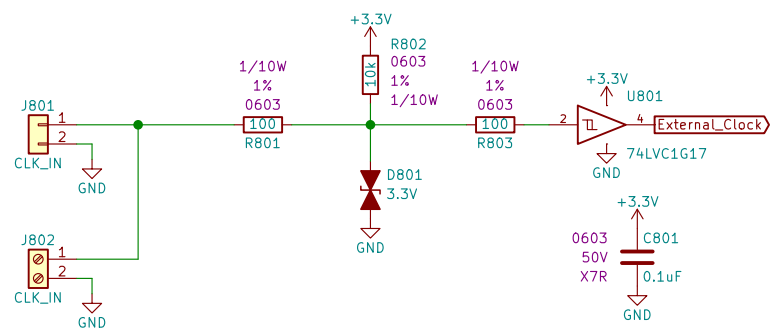 +3.3V
R802
0603
1%
1/10W
10k
1/10W
1%
0603
100
R801
1/10W
1%
0603
100
R803
+3.3V
U801
2
4
External_Clock
74LVC1G17
GND
J801
1
2
CLK_IN
GND
D801
3.3V
GND
J802
1
2
CLK_IN
GND
+3.3V
0603
50V
X7R
C801
0.1uF
GND